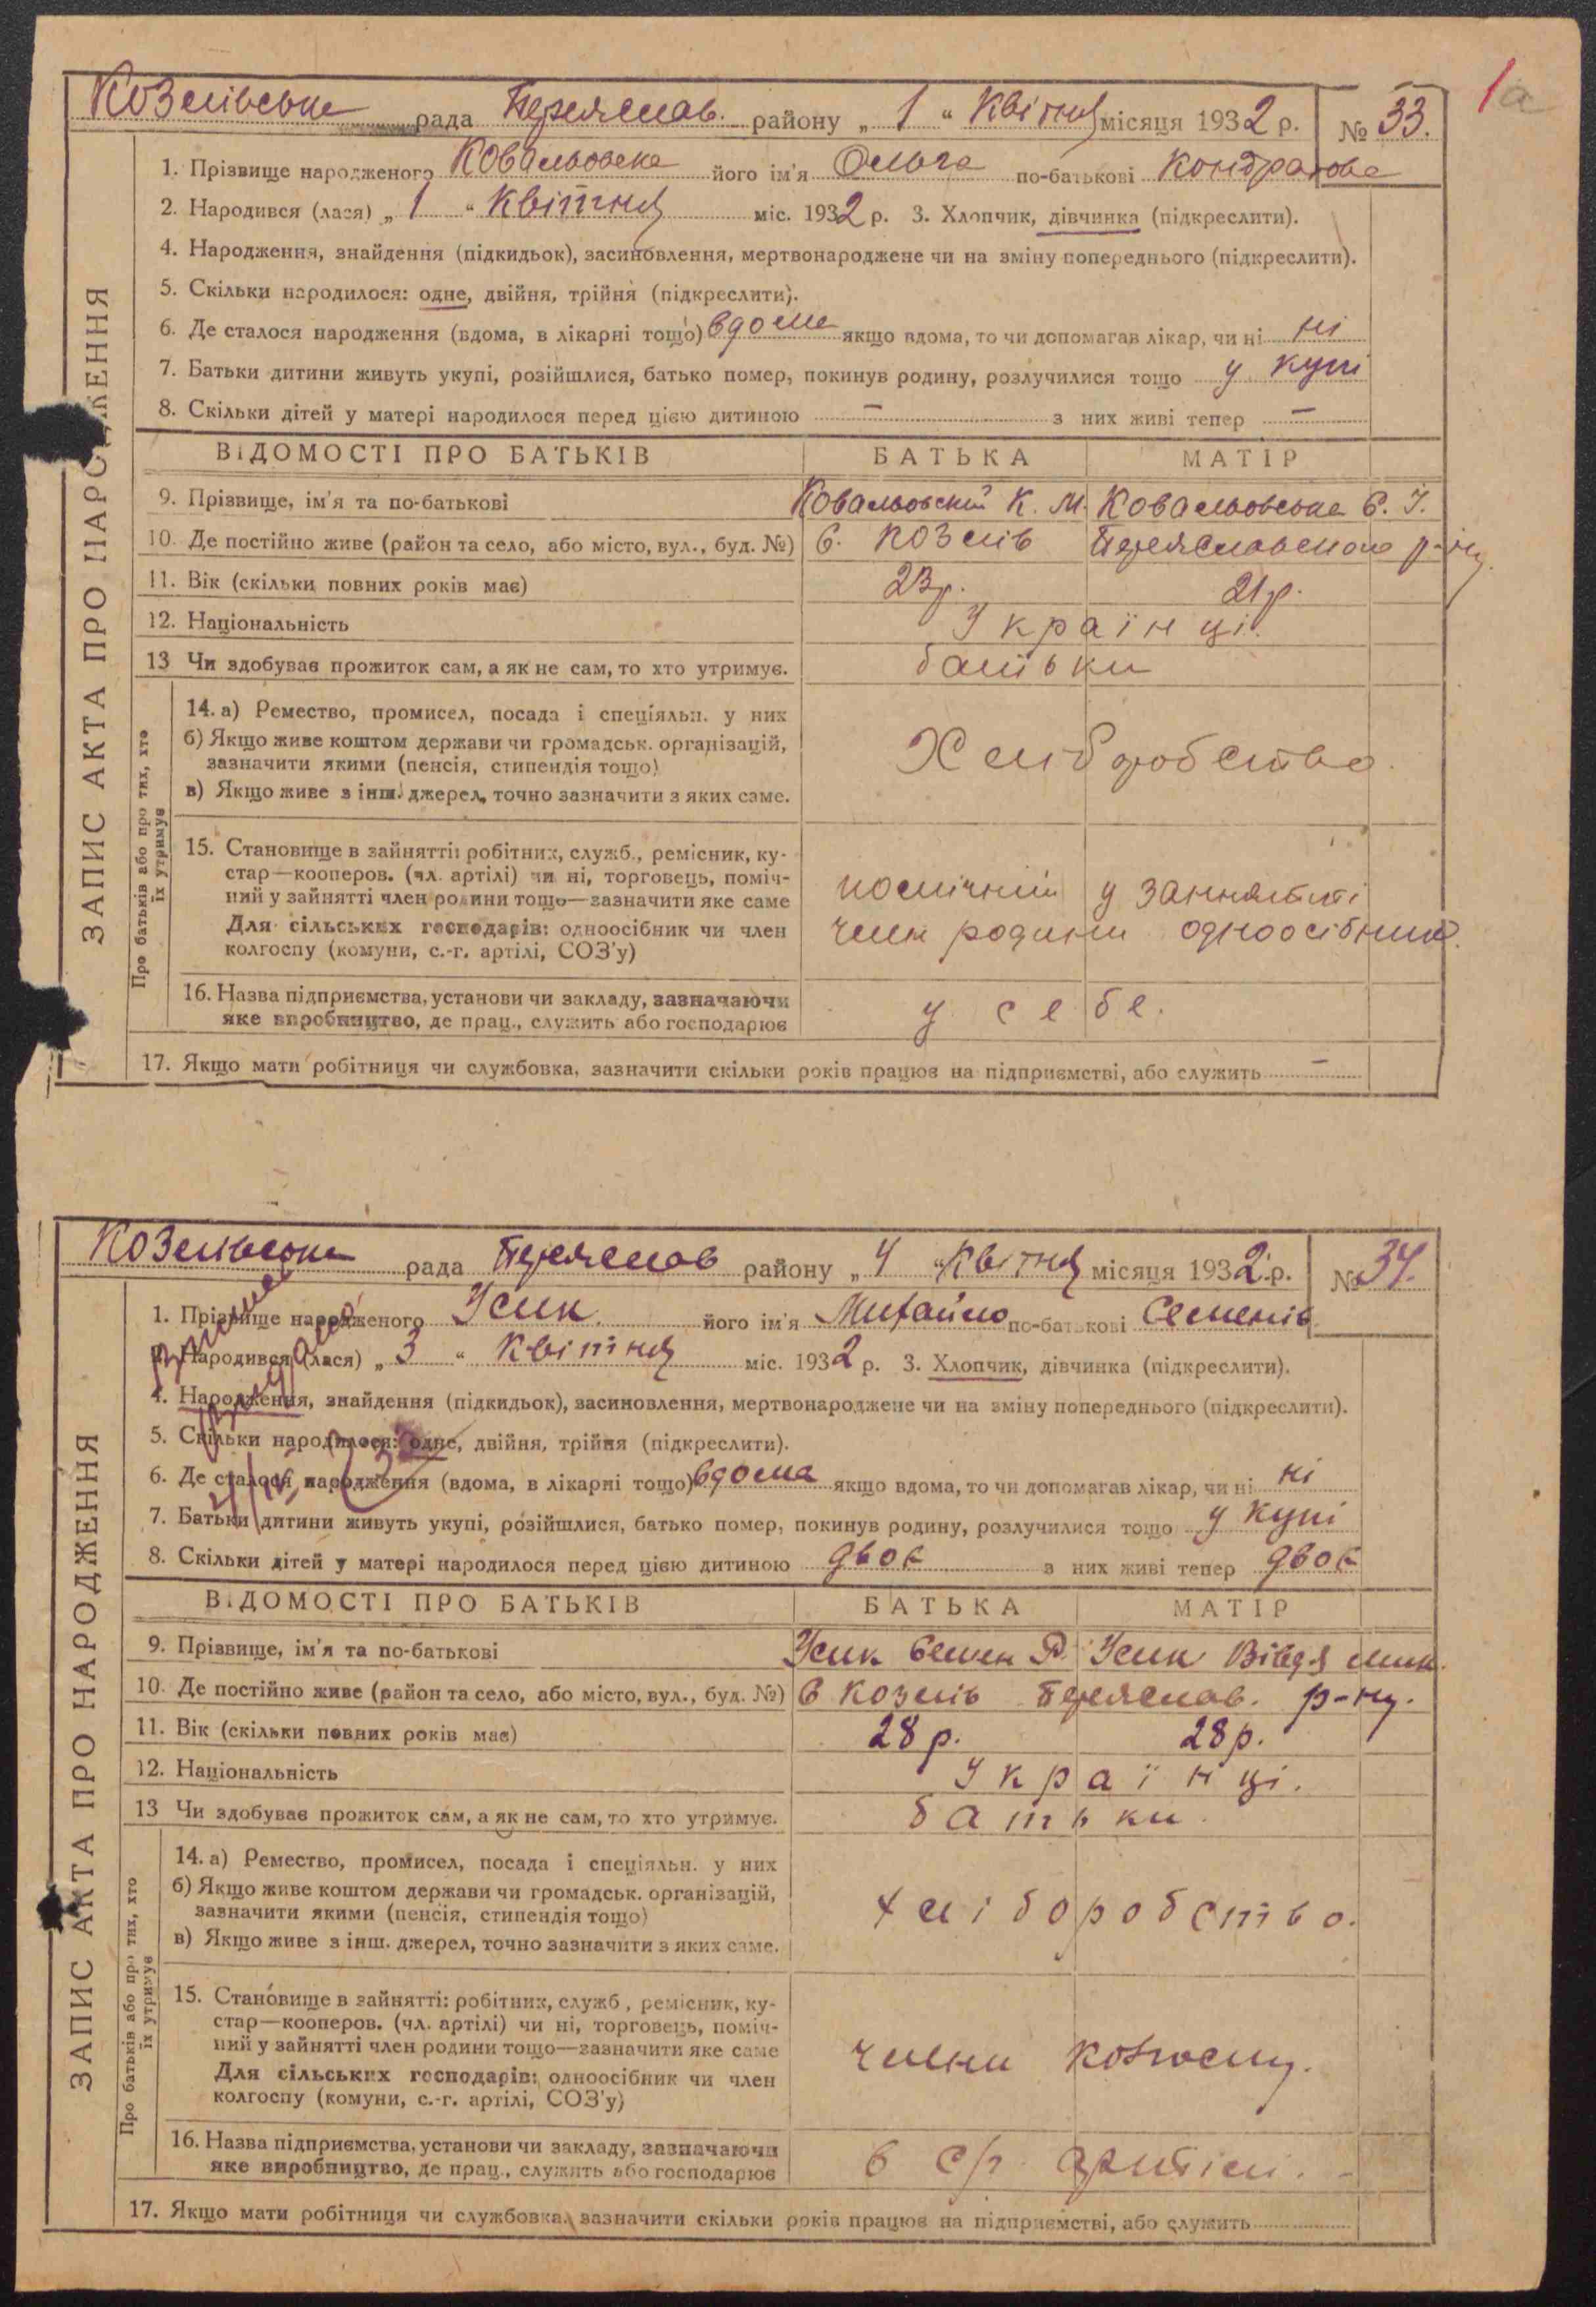 1а
Козлівська рада Переяслав. району „ 1 " Квітня місяця 1932 р. № 33.
ЗАПИС АКТА ПРО НАРОДЖЕННЯ
1. Прізвище народженого Ковальовска його ім'я Ольга по-батькові Кондратова
2. Народився (лася) „ 1 " Квітня міс. 1932 р. 3. Хлопчик, дівчинка (підкреслити).
4. Народження, знайдення (підкидьок), засиновлення, мертвонароджене чи на зміну попереднього (підкреслити).
5. Скільки народилося: одне, двійня, трійня (підкреслити).
6. Де сталося народження (вдома, в лікарні тощо) вдома якщо вдома, то чи допомагав лікар, чи ні ні
7. Батьки дитини живуть укупі, розійшлися, батько помер, покинув родину, розлучилися тощо у купі
8. Скільки дітей у матері народилося перед цією дитиною — з них живі тепер —
ВІДОМОСТІ ПРО БАТЬКІВ БАТЬКА МАТІР
9. Прізвище, ім'я та по-батькові Ковальовский К. М. Ковальовська Є. І.
10. Де постійно живе (район та село, або місто, вул., буд. №) с. Козлів Переяславського р-ну.
11. Вік (скільки повних років має) 23р. 21р.
12. Національність Українці.
13 Чи здобував прожиток сам, а як не сам, то хто утримує. батьки
Про батьків або про тих, хто їх утримує
14. а) Ремество, промисел, посада і спеціяльн. у них
б) Якщо живе коштом держави чи громадськ. організацій,
зазначити якими (пенсія, стипендія тощо)
Хліборобство.
в) Якщо живе з інш. джерел, точно зазначити з яких саме.
15. Становище в зайнятті: робітник, служб., ремісник, ку-
стар—кооперов. (чл. артілі) чи ні, торговець, поміч-
ний у зайнятті член родини тощо—зазначити яке саме
помічний у занятті
Для сільських господарів: одноосібник чи член
член родини одноосібника.
колгоспу (комуни, с.-г. артілі, СОЗ'у)
16. Назва підприємства, установи чи закладу, зазначаючи
яке виробництво, де прац., служить або господарює
у себе.
17. Якщо мати робітниця чи службовка, зазначити скільки років працює на підприємстві, або служить —
Козлівська рада Переяслав району „ 4 " Квітня місяця 1932 р. № 34.
ЗАПИС АКТА ПРО НАРОДЖЕННЯ
1. Прізвище народженого Усик. його ім'я Михайло по-батькові Семенів
2. Народився (лася) „ 3 " Квітня міс. 1932 р. 3. Хлопчик, дівчинка (підкреслити).
4. Народження, знайдення (підкидьок), засиновлення, мертвонароджене чи на зміну попереднього (підкреслити).
5. Скільки народилося: одне, двійня, трійня (підкреслити).
6. Де сталося народження (вдома, в лікарні тощо) вдома якщо вдома, то чи допомагав лікар, чи ні ні
7. Батьки дитини живуть укупі, розійшлися, батько помер, покинув родину, розлучилися тощо у купі
8. Скільки дітей у матері народилося перед цією дитиною двоє з них живі тепер двоє
ВІДОМОСТІ ПРО БАТЬКІВ БАТЬКА МАТІР
9. Прізвище, ім'я та по-батькові Усик Семен Я. Усик Вівдя Мик.
10. Де постійно живе (район та село, або місто, вул., буд. №) с Козлів Переяслав. р-ну.
11. Вік (скільки повних років має) 28р. 28р.
12. Національність Українці.
13 Чи здобував прожиток сам, а як не сам, то хто утримує. батьки
Про батьків або про тих, хто їх утримує
14. а) Ремество, промисел, посада і спеціяльн. у них
б) Якщо живе коштом держави чи громадськ. організацій,
зазначити якими (пенсія, стипендія тощо)
хліборобство.
в) Якщо живе з інш. джерел, точно зазначити з яких саме.
15. Становище в зайнятті: робітник, служб., ремісник, ку-
стар—кооперов. (чл. артілі) чи ні, торговець, поміч-
ний у зайнятті член родини тощо—зазначити яке саме
члени колгоспу.
Для сільських господарів: одноосібник чи член
колгоспу (комуни, с.-г. артілі, СОЗ'у)
16. Назва підприємства, установи чи закладу, зазначаючи
яке виробництво, де прац., служить або господарює
в с/г. артілі.
17. Якщо мати робітниця чи службовка, зазначити скільки років працює на підприємстві, або служить